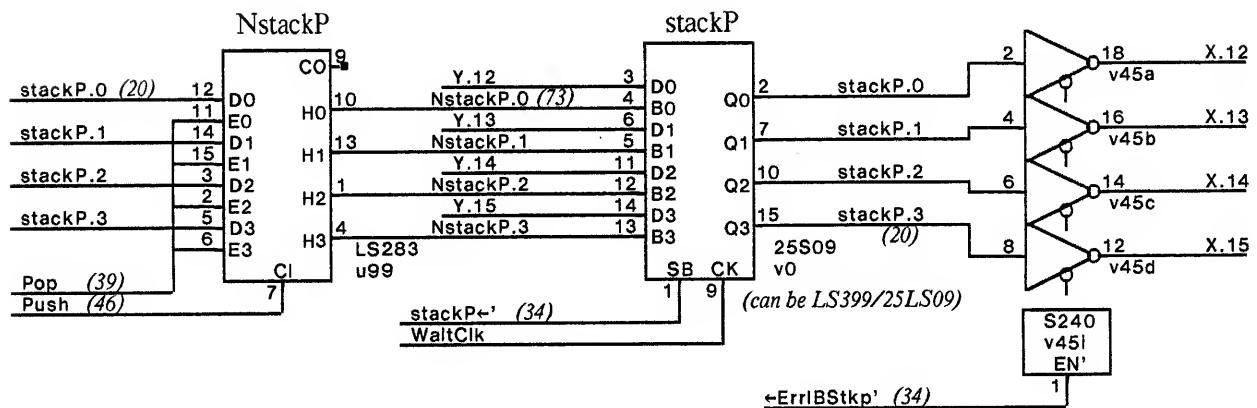 NstackP
stackP
CO
9
stackP.0 (20)
12
D0
11
E0
H0
10
stackP.1
14
D1
15
E1
H1
13
stackP.2
3
D2
2
E2
H2
1
stackP.3
5
D3
6
E3
H3
4
LS283
u99
CI
7
Pop (39)
Push (46)
Y.12
3
D0
NstackP.0 (73)
4
B0
Y.13
6
D1
NstackP.1
5
B1
Y.14
11
D2
NstackP.2
12
B2
Y.15
14
D3
NstackP.3
13
B3
Q0
2
stackP.0
Q1
7
stackP.1
Q2
10
stackP.2
Q3
15
stackP.3
(20)
25S09
v0
(can be LS399/25LS09)
SB
CK
1
9
stackP←' (34)
WaitClk
2
18
X.12
v45a
4
16
X.13
v45b
6
14
X.14
v45c
8
12
X.15
v45d
S240
v45i
EN'
1
←ErrIBStkp' (34)